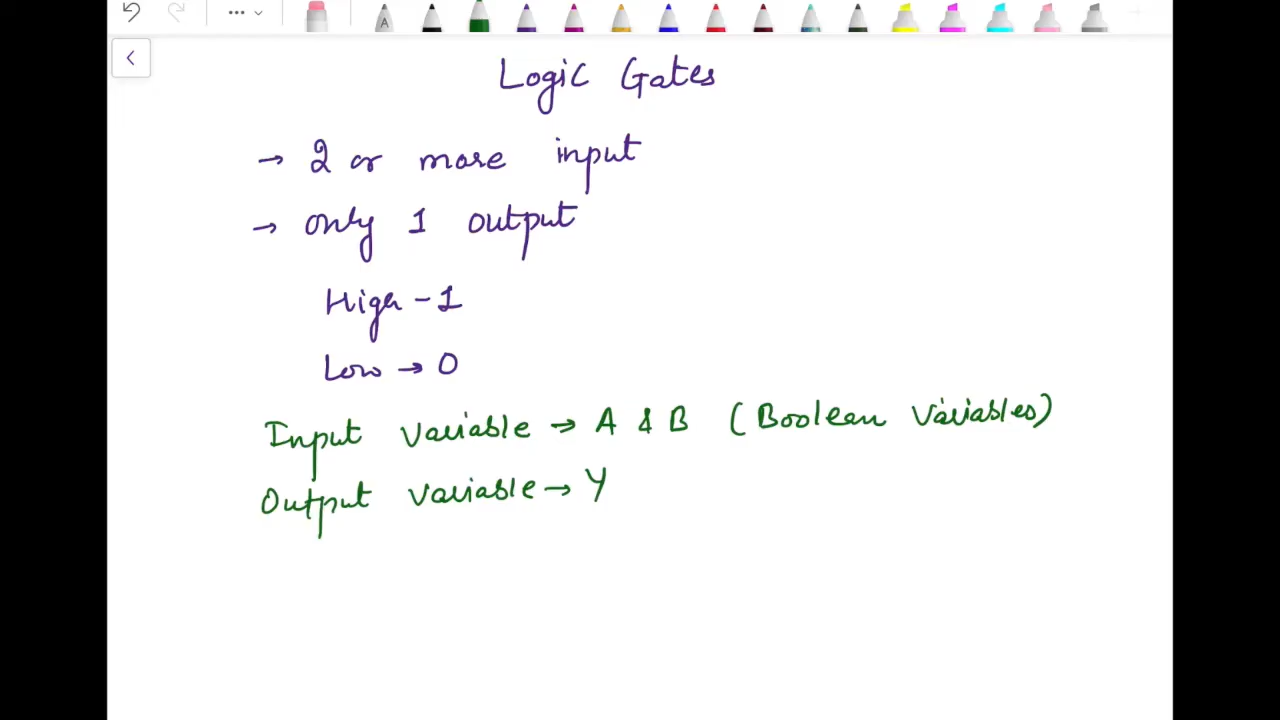 Logic Gates
→ 2 or more input
→ only 1 output
High - 1
Low → 0
Input Variable → A & B (Boolean Variables)
Output Variable → Y